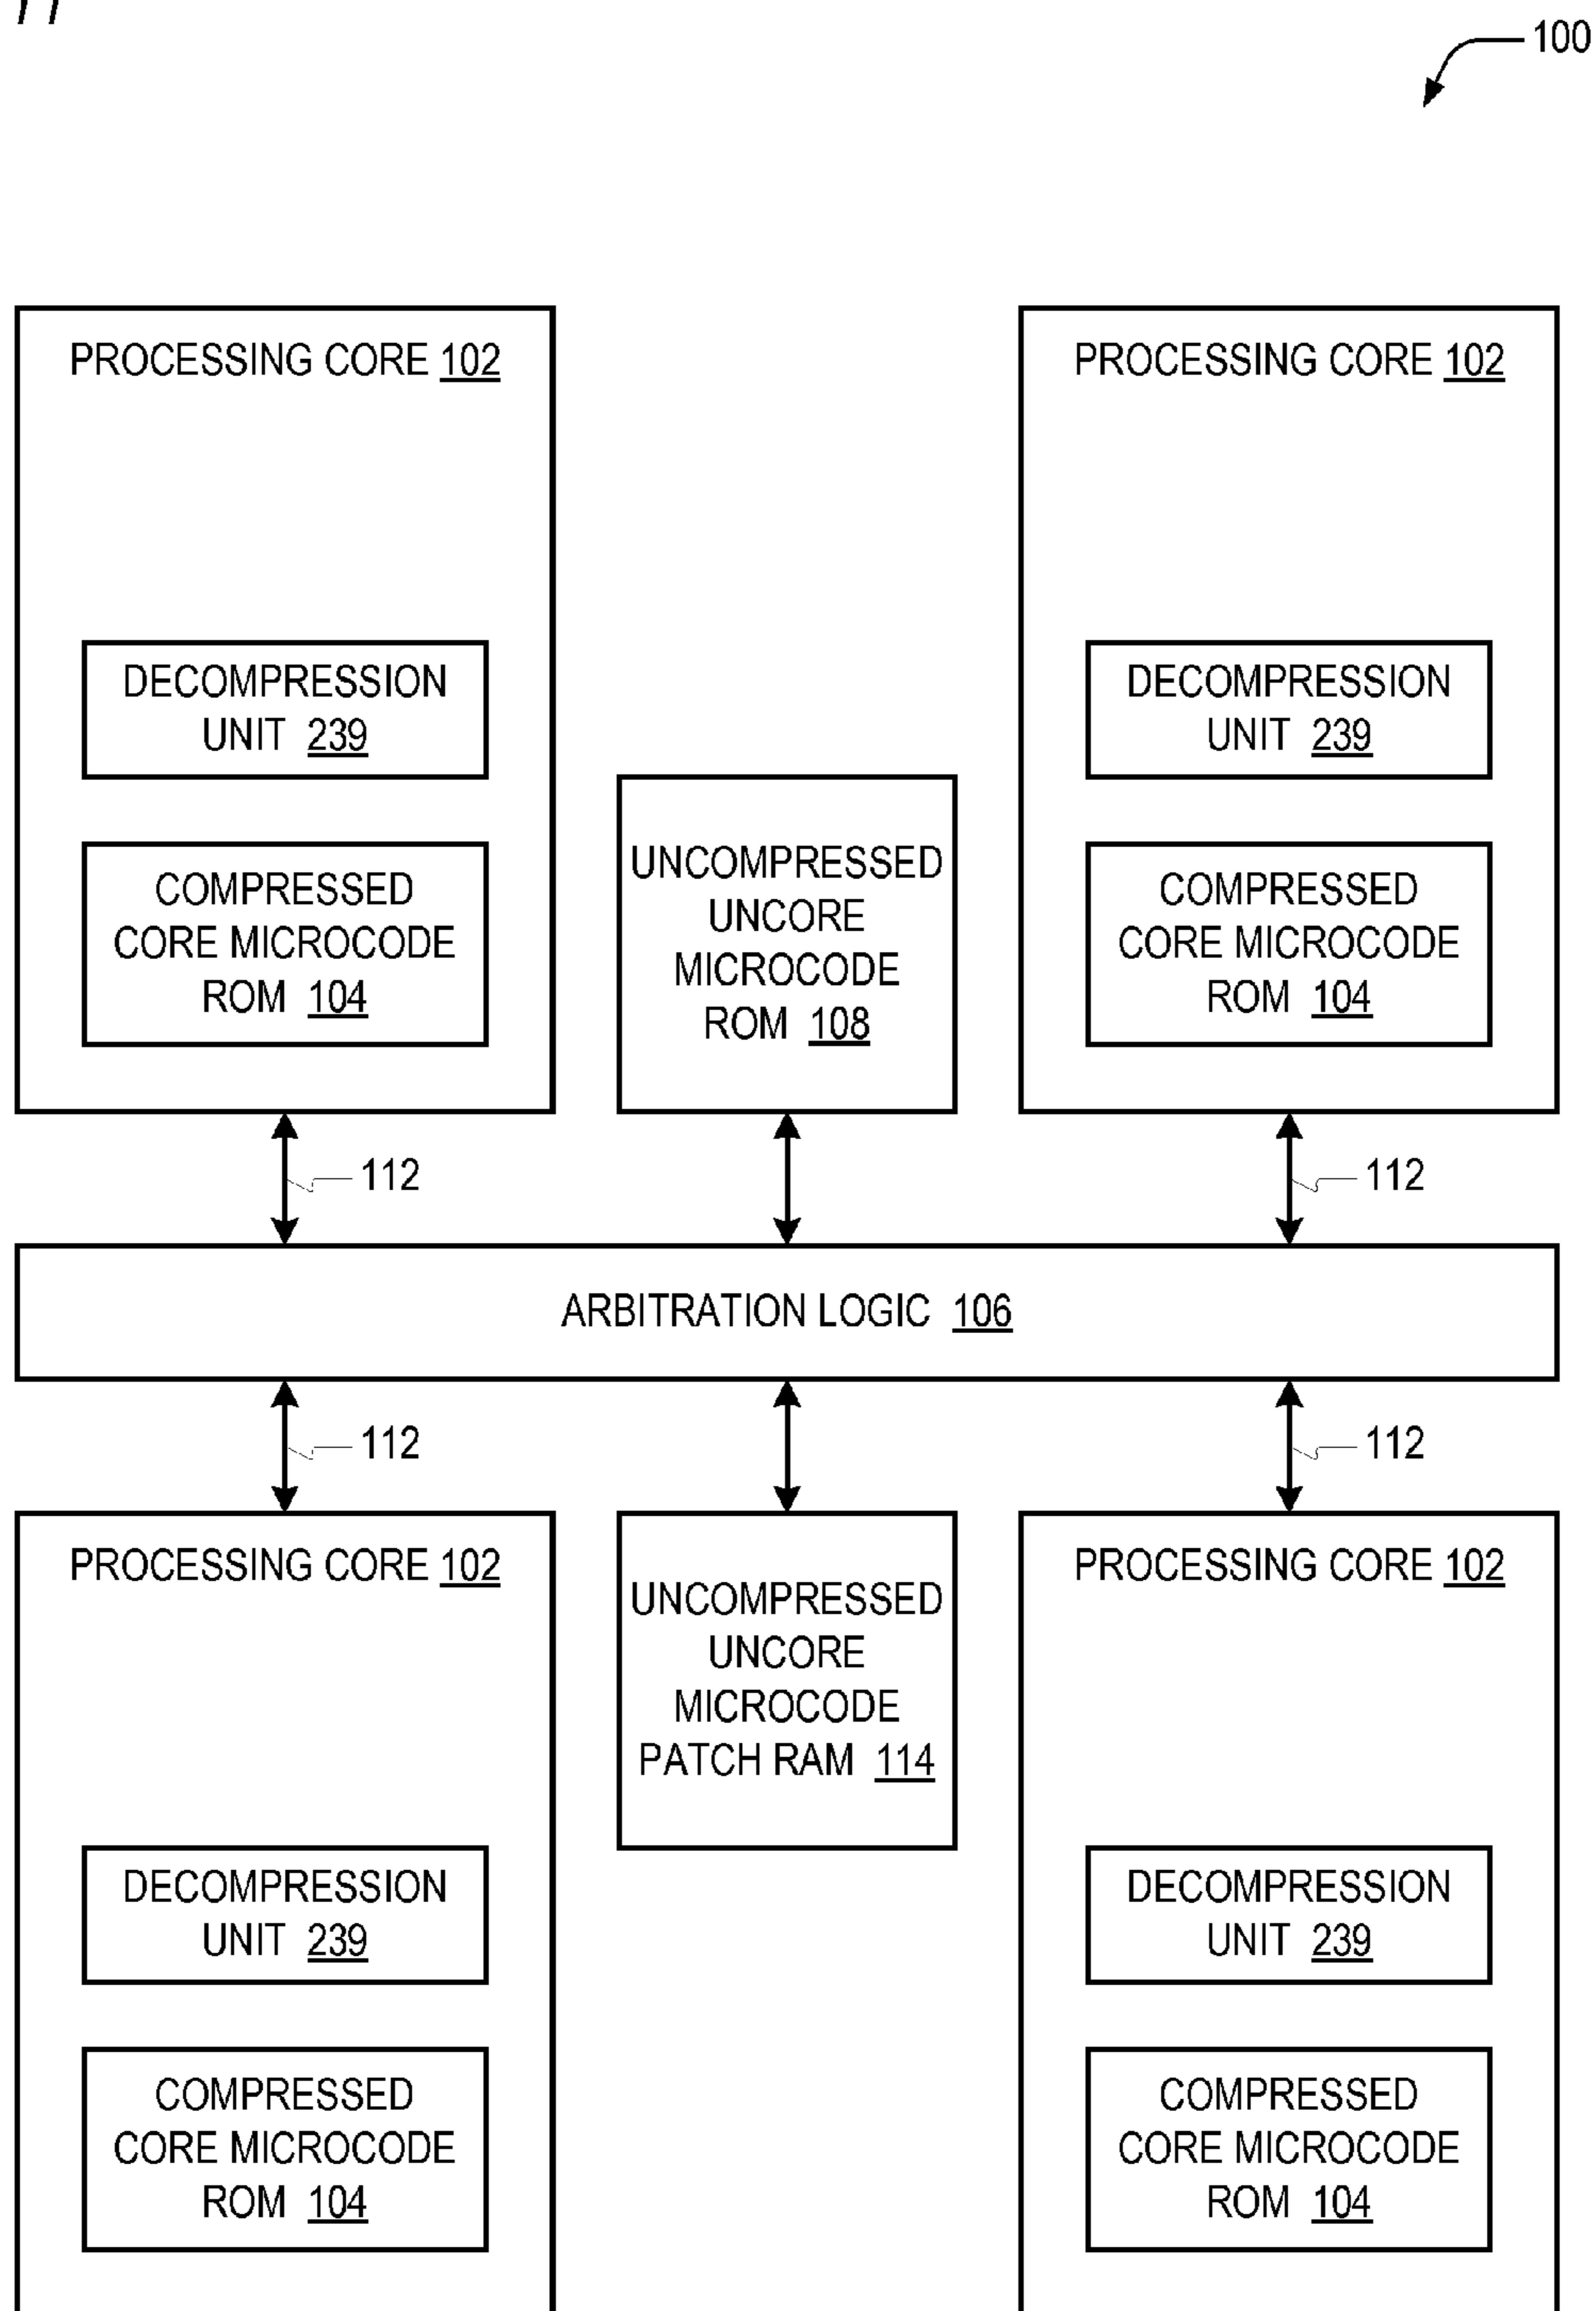 100
PROCESSING CORE 102
PROCESSING CORE 102
DECOMPRESSION
UNIT 239
DECOMPRESSION
UNIT 239
COMPRESSED
CORE MICROCODE
ROM 104
UNCOMPRESSED
UNCORE
MICROCODE
ROM 108
COMPRESSED
CORE MICROCODE
ROM 104
112
112
ARBITRATION LOGIC 106
112
112
PROCESSING CORE 102
UNCOMPRESSED
UNCORE
MICROCODE
PATCH RAM 114
PROCESSING CORE 102
DECOMPRESSION
UNIT 239
DECOMPRESSION
UNIT 239
COMPRESSED
CORE MICROCODE
ROM 104
COMPRESSED
CORE MICROCODE
ROM 104